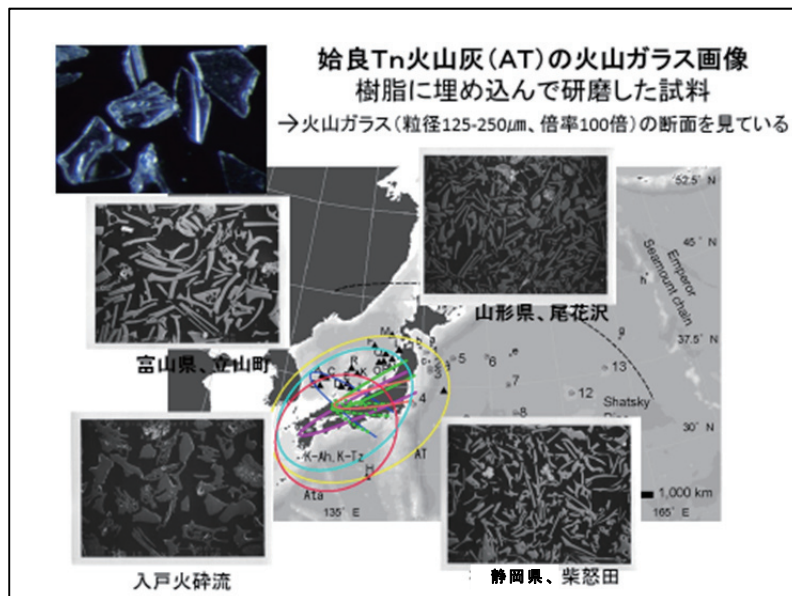 姶良Tn火山灰(AT)の火山ガラス画像
樹脂に埋め込んで研磨した試料
→火山ガラス(粒径125-250㎛、倍率100倍)の断面を見ている
52.5° N
45° N
Emperor
Seamount chain
h
g
山形県、尾花沢
37.5° N
富山県、立山町
M
R
C
K
3
5
6
e
7
13
12
4
8
Shatsky
30° N
K-Ah, K-Tz
AT
H
Ata
1,000 km
135° E
165° E
入戸火砕流
静岡県、柴怒田